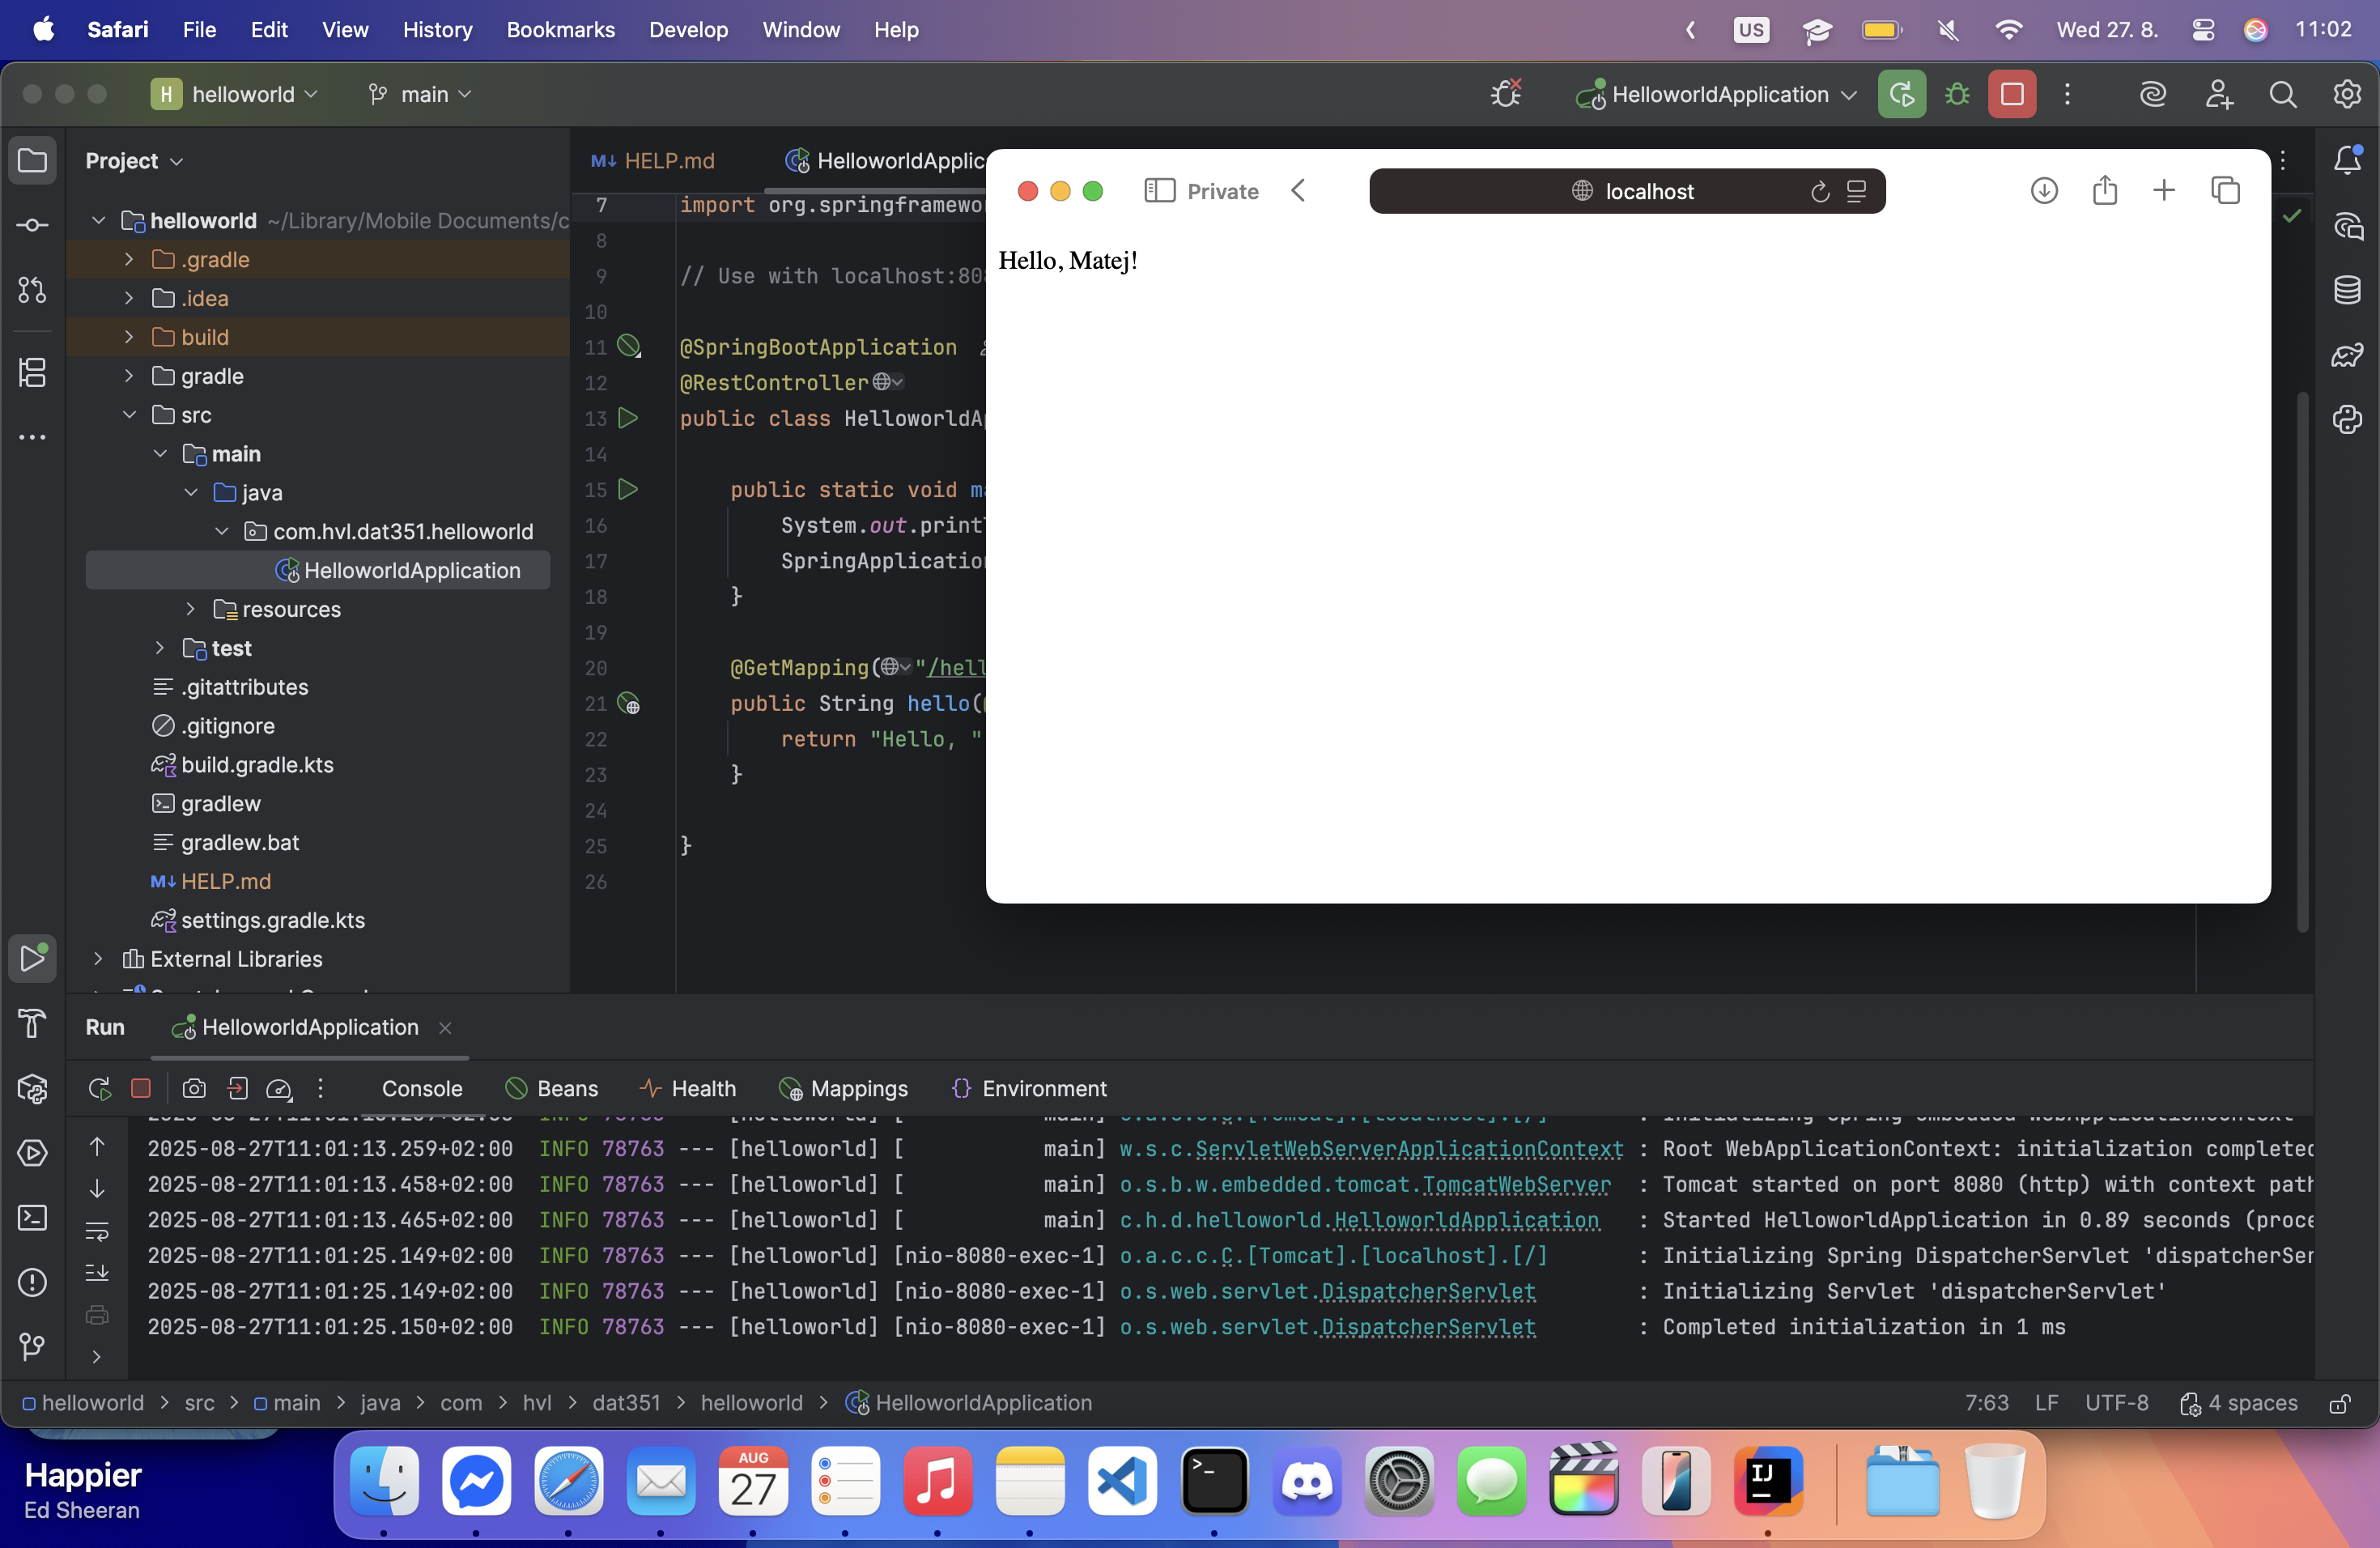 Safari File Edit View History Bookmarks Develop Window Help US Wed 27. 8. 11:02
H helloworld main HelloworldApplication
Project
helloworld ~/Library/Mobile Documents/c
.gradle
.idea
build
gradle
src
main
java
com.hvl.dat351.helloworld
HelloworldApplication
resources
test
.gitattributes
.gitignore
build.gradle.kts
gradlew
gradlew.bat
M↓ HELP.md
settings.gradle.kts
External Libraries
M↓ HELP.md HelloworldApplic
7 import org.springframewor
8
9 // Use with localhost:808
10
11 @SpringBootApplication
12 @RestController
13 public class HelloworldAp
14
15 public static void ma
16 System.out.print
17 SpringApplication
18 }
19
20 @GetMapping("/hell
21 public String hello(
22 return "Hello, "
23 }
24
25 }
26
Private localhost
Hello, Matej!
Run HelloworldApplication
Console Beans Health Mappings Environment
2025-08-27T11:01:13.259+02:00 INFO 78763 --- [helloworld] [ main] w.s.c.ServletWebServerApplicationContext : Root WebApplicationContext: initialization completed
2025-08-27T11:01:13.458+02:00 INFO 78763 --- [helloworld] [ main] o.s.b.w.embedded.tomcat.TomcatWebServer : Tomcat started on port 8080 (http) with context path
2025-08-27T11:01:13.465+02:00 INFO 78763 --- [helloworld] [ main] c.h.d.helloworld.HelloworldApplication : Started HelloworldApplication in 0.89 seconds (proce
2025-08-27T11:01:25.149+02:00 INFO 78763 --- [helloworld] [nio-8080-exec-1] o.a.c.c.C.[Tomcat].[localhost].[/] : Initializing Spring DispatcherServlet 'dispatcherSer
2025-08-27T11:01:25.149+02:00 INFO 78763 --- [helloworld] [nio-8080-exec-1] o.s.web.servlet.DispatcherServlet : Initializing Servlet 'dispatcherServlet'
2025-08-27T11:01:25.150+02:00 INFO 78763 --- [helloworld] [nio-8080-exec-1] o.s.web.servlet.DispatcherServlet : Completed initialization in 1 ms
helloworld > src > main > java > com > hvl > dat351 > helloworld > HelloworldApplication 7:63 LF UTF-8 4 spaces
Happier
Ed Sheeran
AUG
27
IJ